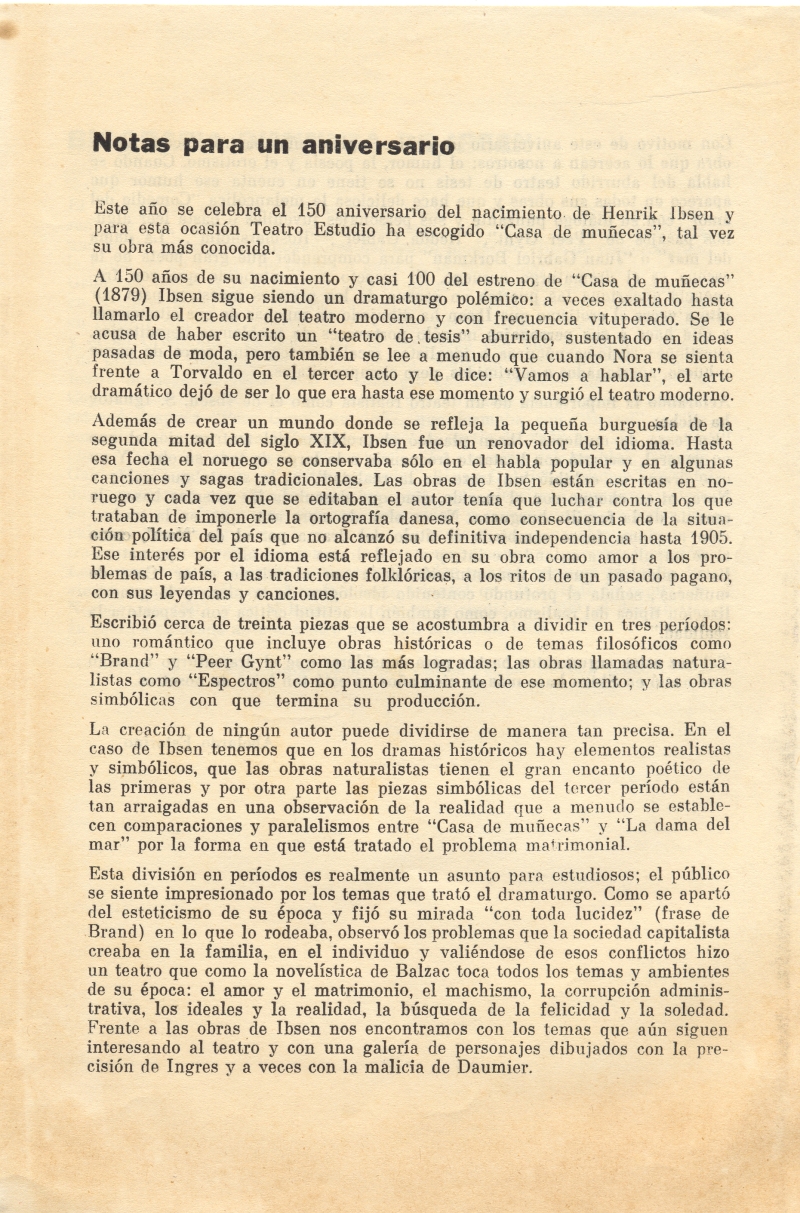 Notas para un aniversario
Este año se celebra el 150 aniversario del nacimiento de Henrik Ibsen y
para esta ocasión Teatro Estudio ha escogido “Casa de muñecas”, tal vez
su obra más conocida.
A 150 años de su nacimiento y casi 100 del estreno de “Casa de muñecas”
(1879) Ibsen sigue siendo un dramaturgo polémico: a veces exaltado hasta
llamarlo el creador del teatro moderno y con frecuencia vituperado. Se le
acusa de haber escrito un “teatro de tesis” aburrido, sustentado en ideas
pasadas de moda, pero también se lee a menudo que cuando Nora se sienta
frente a Torvaldo en el tercer acto y le dice: “Vamos a hablar”, el arte
dramático dejó de ser lo que era hasta ese momento y surgió el teatro moderno.
Además de crear un mundo donde se refleja la pequeña burguesía de la
segunda mitad del siglo XIX, Ibsen fue un renovador del idioma. Hasta
esa fecha el noruego se conservaba sólo en el habla popular y en algunas
canciones y sagas tradicionales. Las obras de Ibsen están escritas en no-
ruego y cada vez que se editaban el autor tenía que luchar contra los que
trataban de imponerle la ortografía danesa, como consecuencia de la situa-
ción política del país que no alcanzó su definitiva independencia hasta 1905.
Ese interés por el idioma está reflejado en su obra como amor a los pro-
blemas de país, a las tradiciones folklóricas, a los ritos de un pasado pagano,
con sus leyendas y canciones.
Escribió cerca de treinta piezas que se acostumbra a dividir en tres períodos:
uno romántico que incluye obras históricas o de temas filosóficos como
“Brand” y “Peer Gynt” como las más logradas; las obras llamadas natura-
listas como “Espectros” como punto culminante de ese momento; y las obras
simbólicas con que termina su producción.
La creación de ningún autor puede dividirse de manera tan precisa. En el
caso de Ibsen tenemos que en los dramas históricos hay elementos realistas
y simbólicos, que las obras naturalistas tienen el gran encanto poético de
las primeras y por otra parte las piezas simbólicas del tercer período están
tan arraigadas en una observación de la realidad que a menudo se estable-
cen comparaciones y paralelismos entre “Casa de muñecas” y “La dama del
mar” por la forma en que está tratado el problema matrimonial.
Esta división en períodos es realmente un asunto para estudiosos; el público
se siente impresionado por los temas que trató el dramaturgo. Como se apartó
del esteticismo de su época y fijó su mirada “con toda lucidez” (frase de
Brand) en lo que lo rodeaba, observó los problemas que la sociedad capitalista
creaba en la familia, en el individuo y valiéndose de esos conflictos hizo
un teatro que como la novelística de Balzac toca todos los temas y ambientes
de su época: el amor y el matrimonio, el machismo, la corrupción adminis-
trativa, los ideales y la realidad, la búsqueda de la felicidad y la soledad.
Frente a las obras de Ibsen nos encontramos con los temas que aún siguen
interesando al teatro y con una galería de personajes dibujados con la pre-
cisión de Ingres y a veces con la malicia de Daumier.